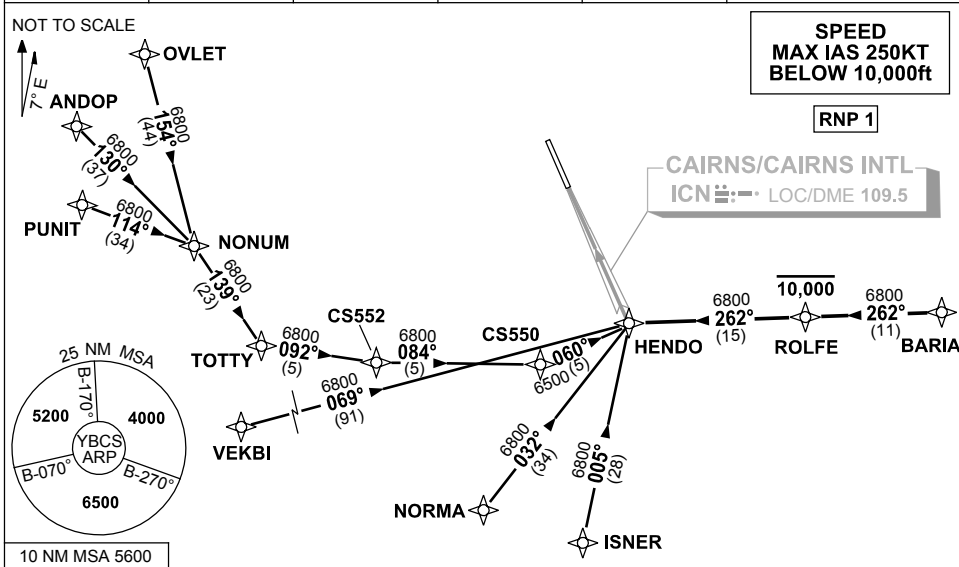 NOT TO SCALE
7° E
SPEED
MAX IAS 250KT
BELOW 10,000ft
RNP 1
CAIRNS/CAIRNS INTL
ICN LOC/DME 109.5
OVLET
6800
154°
(44)
ANDOP
6800
130°
(37)
PUNIT
6800
114°
(34)
NONUM
6800
139°
(23)
TOTTY
6800
092°
(5)
CS552
6800
084°
(5)
CS550
060°
6500 (5)
HENDO
6800
262°
(15)
10,000
ROLFE
6800
262°
(11)
BARIA
VEKBI
6800
069°
(91)
NORMA
6800
032°
(34)
ISNER
6800
005°
(28)
25 NM MSA
B-170°
5200
4000
YBCS
ARP
B-070°
B-270°
6500
10 NM MSA 5600